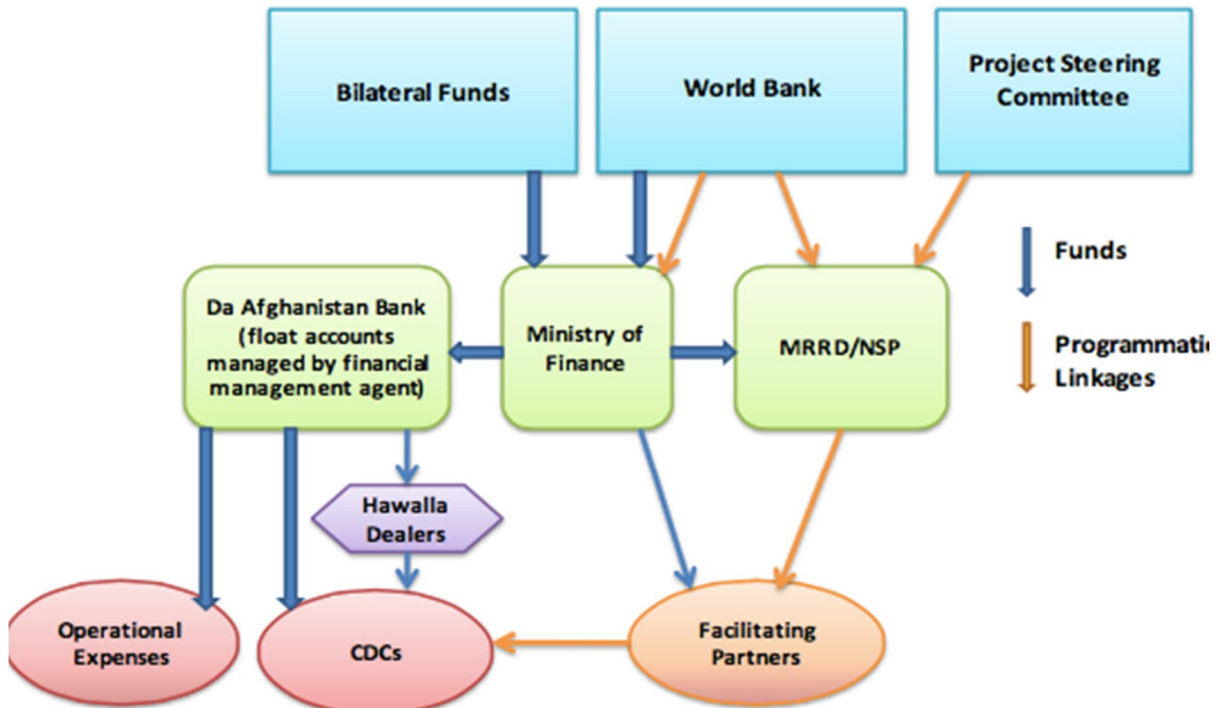 Bilateral Funds
World Bank
Project Steering
Committee
Funds
Programmati
Linkages
Da Afghanistan Bank
(float accounts
managed by financial
management agent)
Ministry of
Finance
MRRD/NSP
Hawalla
Dealers
Operational
Expenses
CDCs
Facilitating
Partners